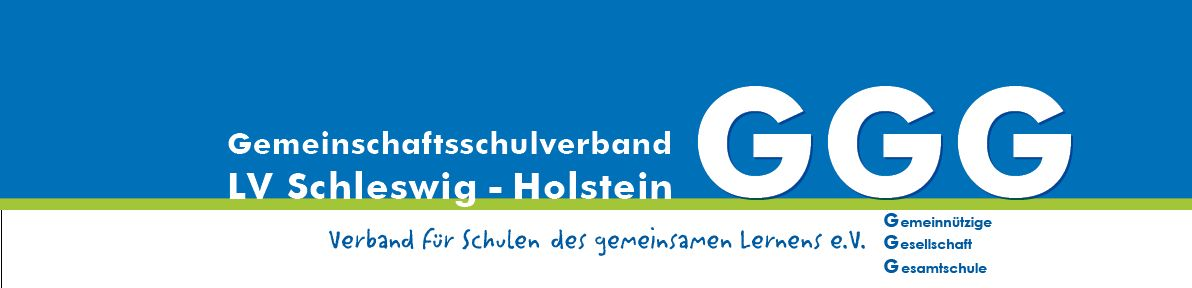 Gemeinschaftsschulverband
LV Schleswig - Holstein
GGG
Verband für Schulen des gemeinsamen Lernens e.V.
Gemeinnützige
Gesellschaft
Gesamtschule